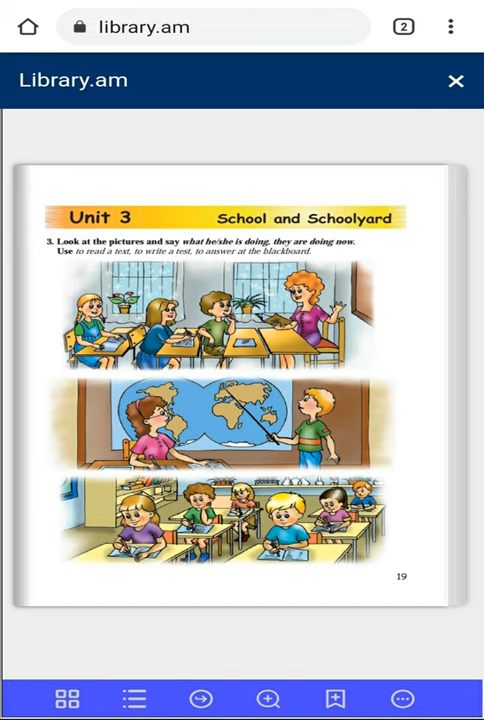 library.am
2
Library.am
×
Unit 3 School and Schoolyard
3. Look at the pictures and say what he/she is doing, they are doing now.
Use to read a text, to write a test, to answer at the blackboard.
19